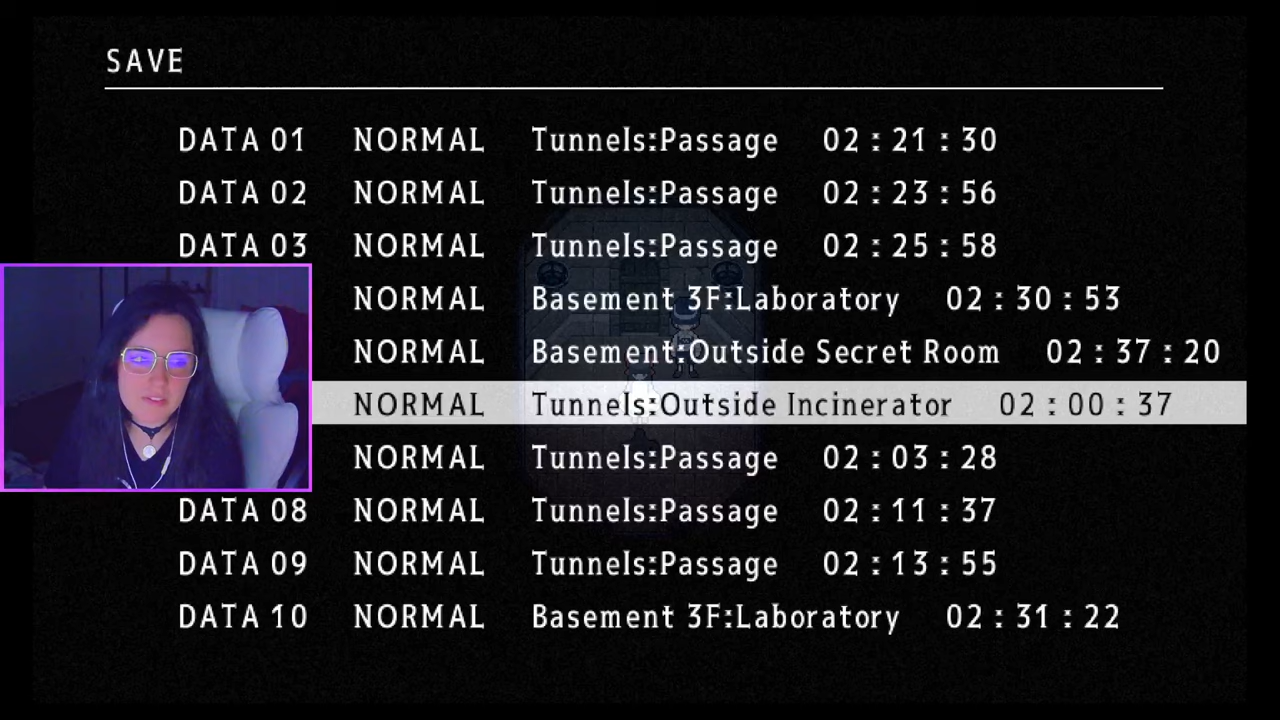 SAVE
DATA 01 NORMAL Tunnels:Passage 02:21:30
DATA 02 NORMAL Tunnels:Passage 02:23:56
DATA 03 NORMAL Tunnels:Passage 02:25:58
NORMAL Basement 3F:Laboratory 02:30:53
NORMAL Basement:Outside Secret Room 02:37:20
NORMAL Tunnels:Outside Incinerator 02:00:37
NORMAL Tunnels:Passage 02:03:28
DATA 08 NORMAL Tunnels:Passage 02:11:37
DATA 09 NORMAL Tunnels:Passage 02:13:55
DATA 10 NORMAL Basement 3F:Laboratory 02:31:22